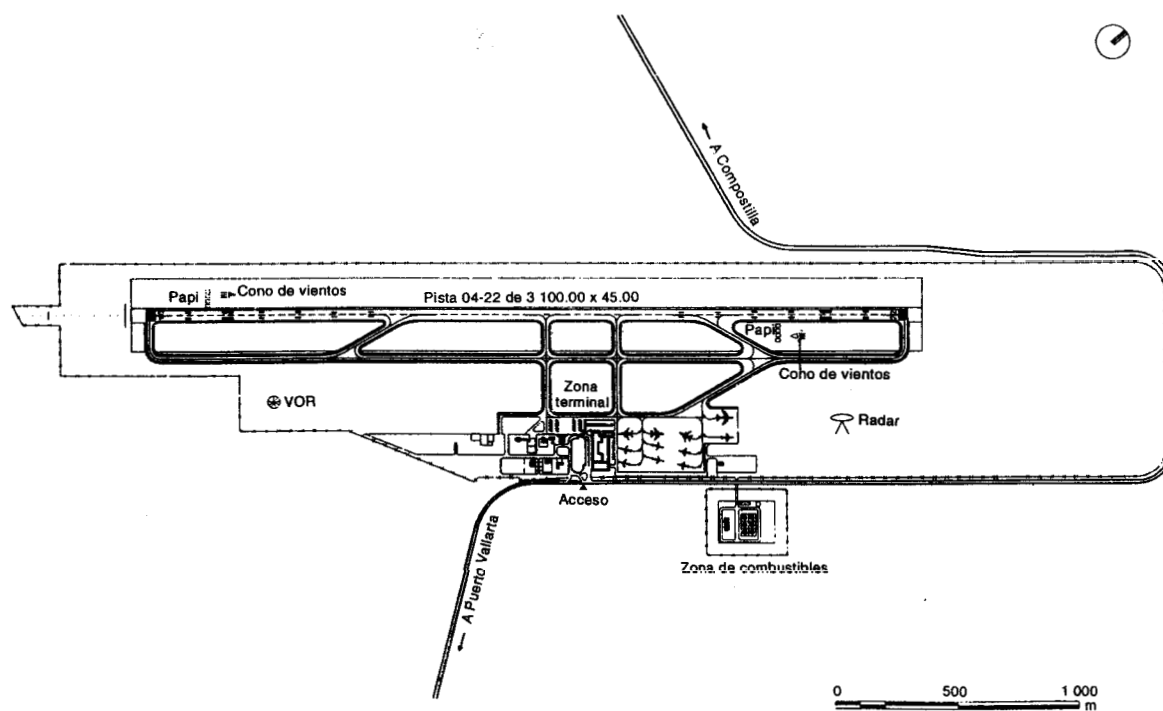 A Compostilla
Papi
Cono de vientos
Pista 04-22 de 3 100.00 x 45.00
Papi
Cono de vientos
Zona
terminal
VOR
Radar
Acceso
A Puerto Vallarta
Zona de combustibles
0 500 1 000
m